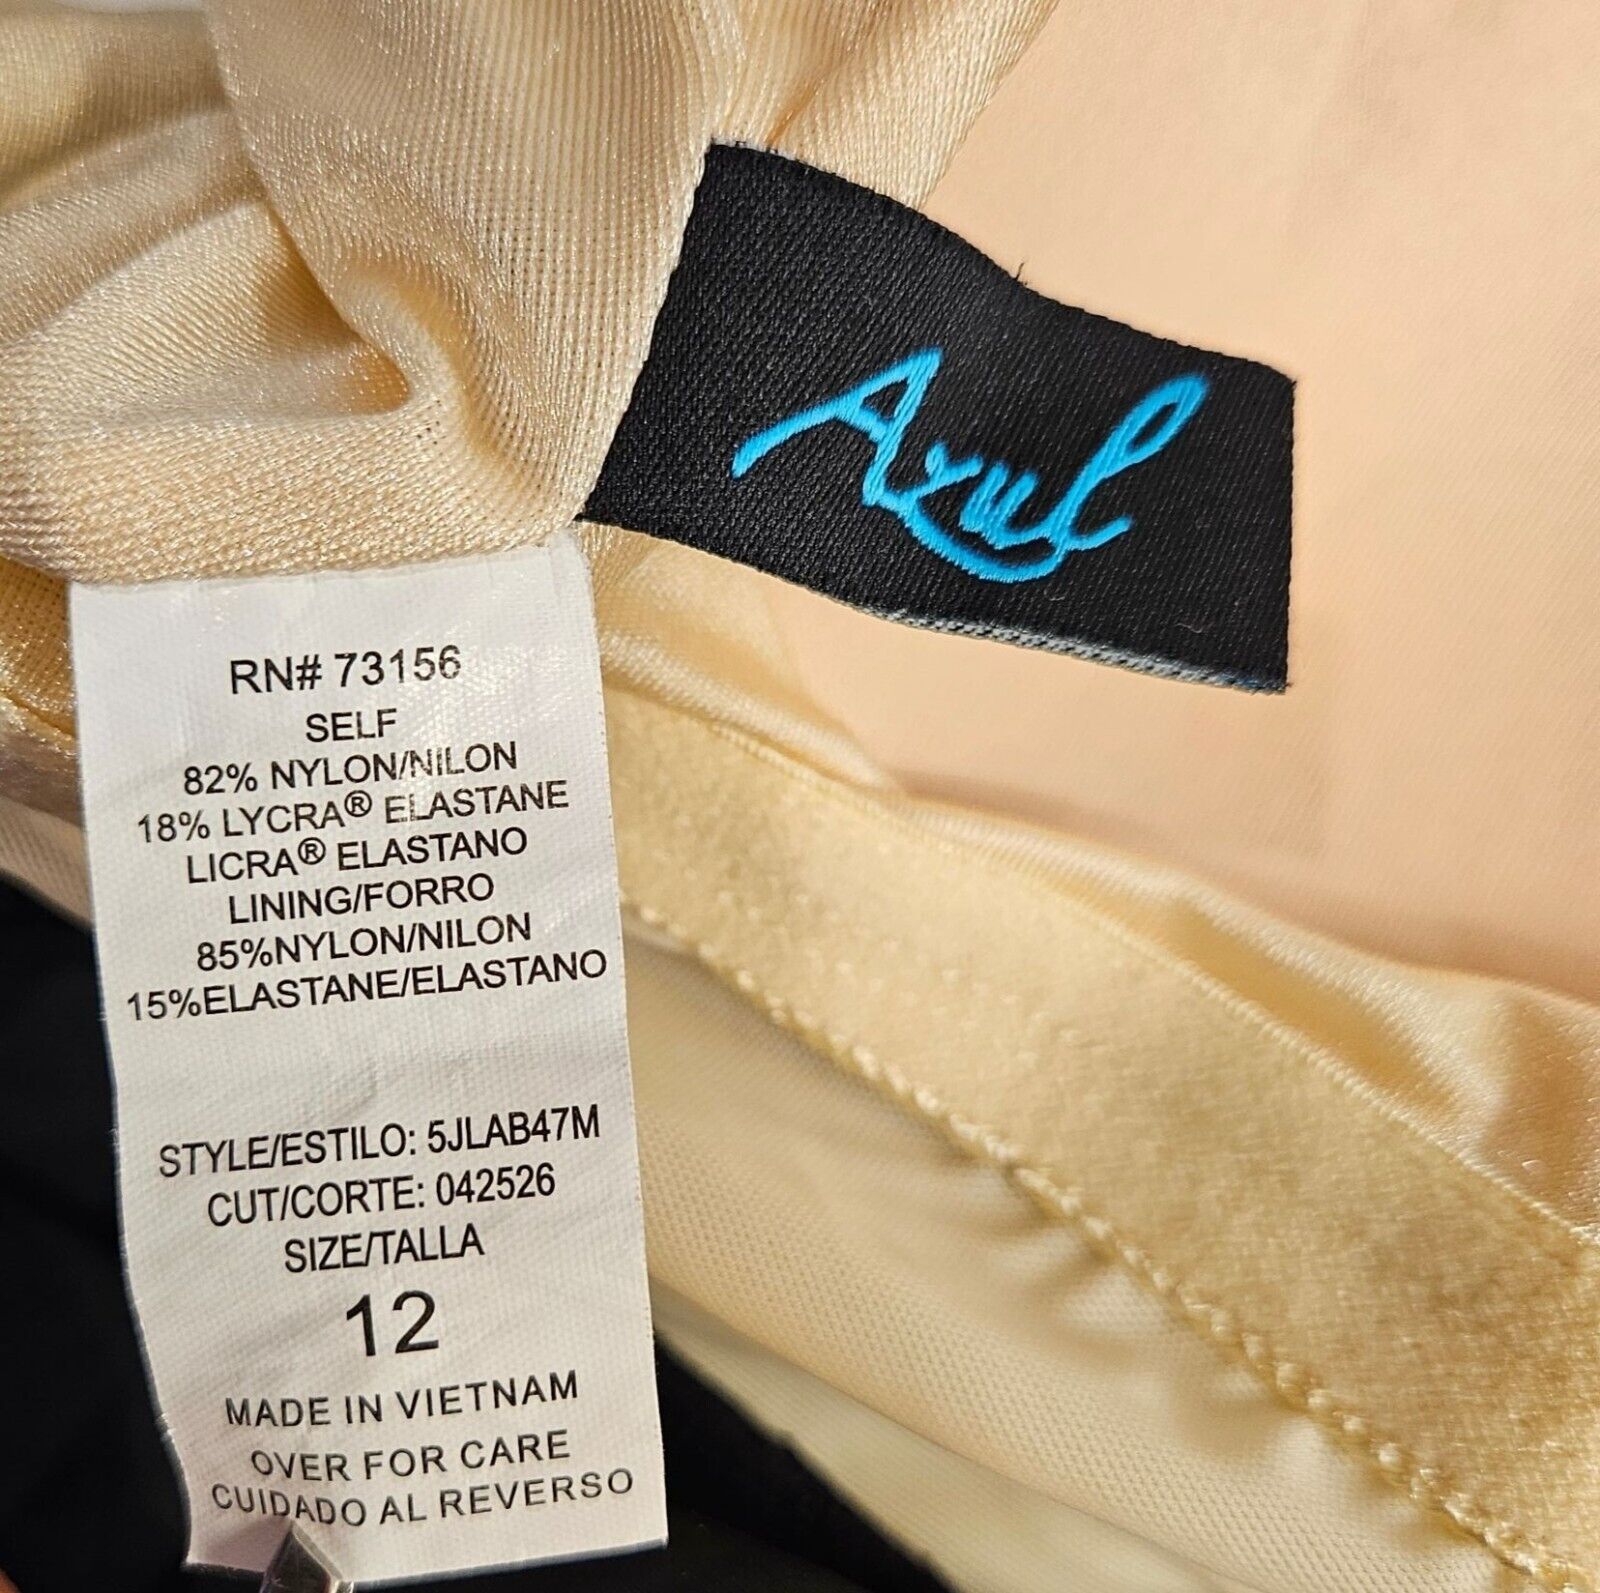 Azul
RN# 73156
SELF
82% NYLON/NILON
18% LYCRA® ELASTANE
LICRA® ELASTANO
LINING/FORRO
85%NYLON/NILON
15%ELASTANE/ELASTANO
STYLE/ESTILO: 5JLAB47M
CUT/CORTE: 042526
SIZE/TALLA
12
MADE IN VIETNAM
OVER FOR CARE
CUIDADO AL REVERSO